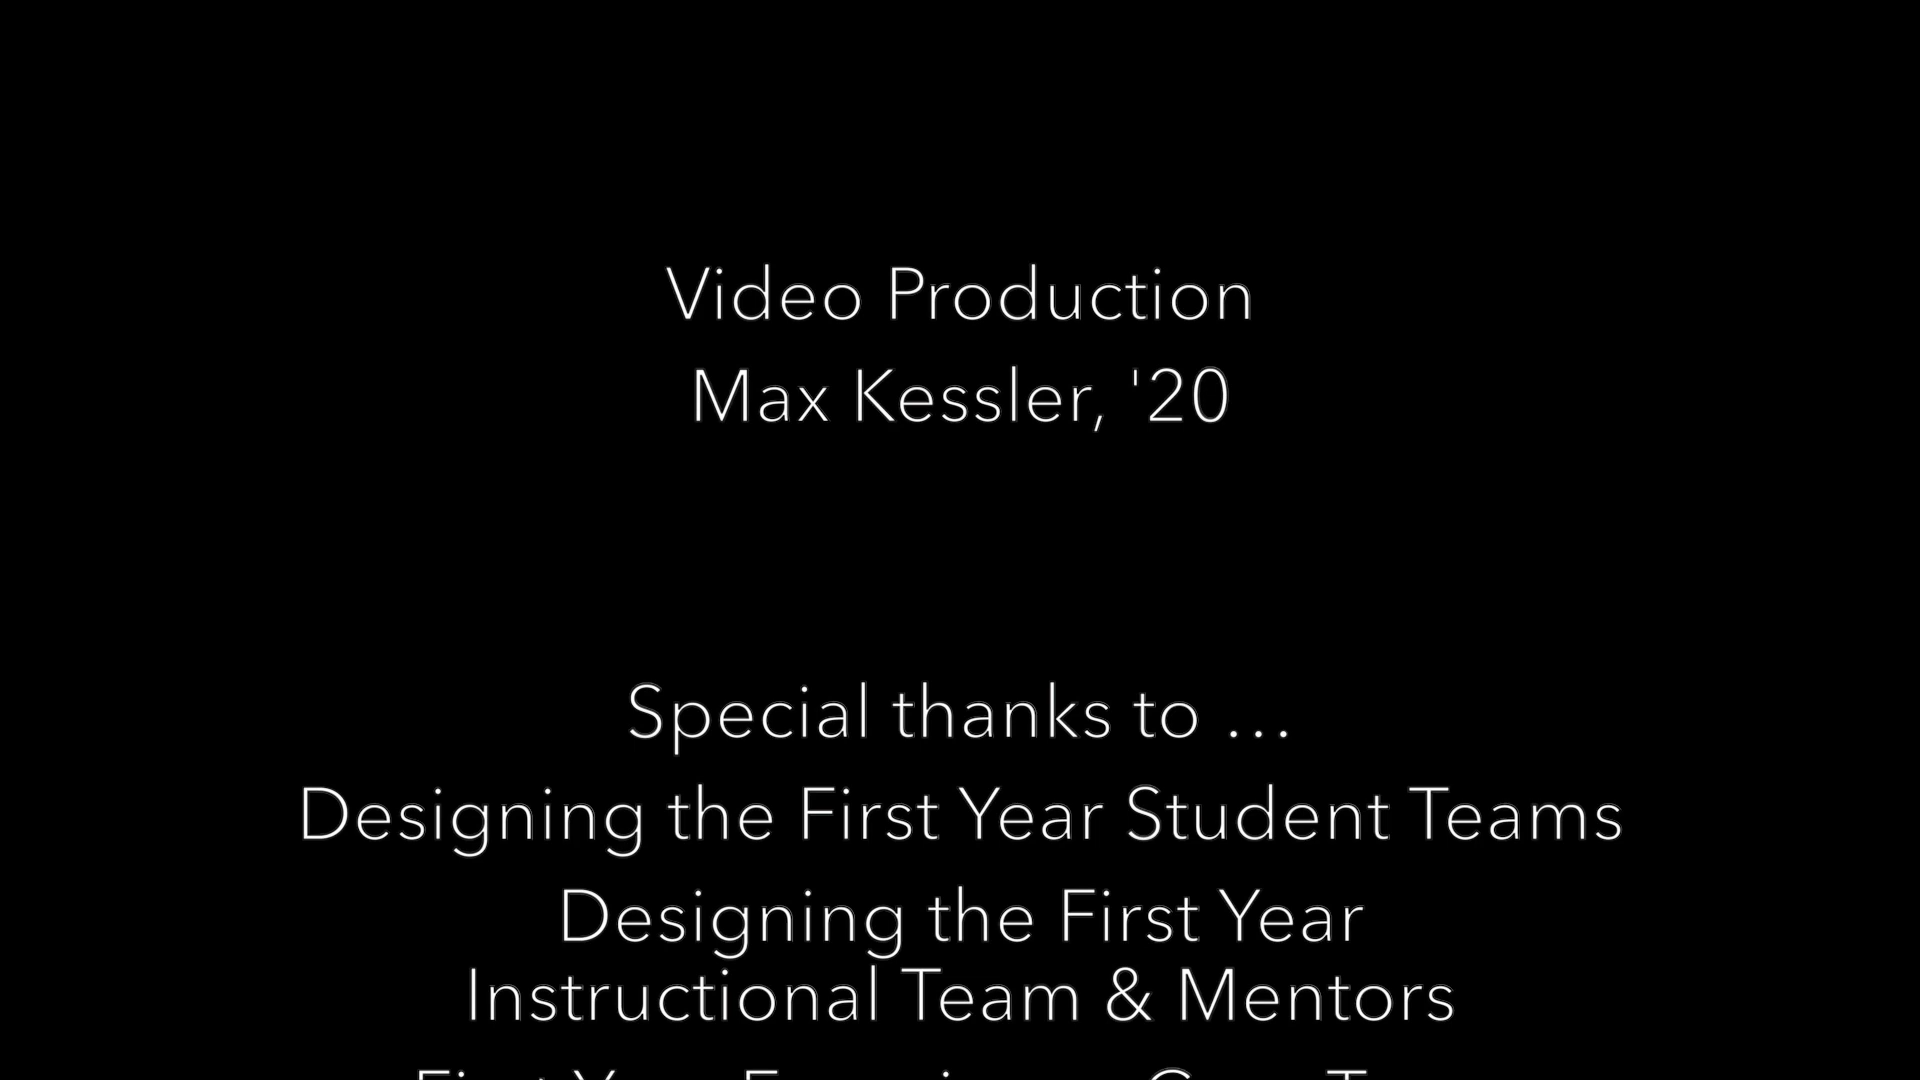 Video Production
Max Kessler, '20
Special thanks to …
Designing the First Year Student Teams
Designing the First Year
Instructional Team & Mentors